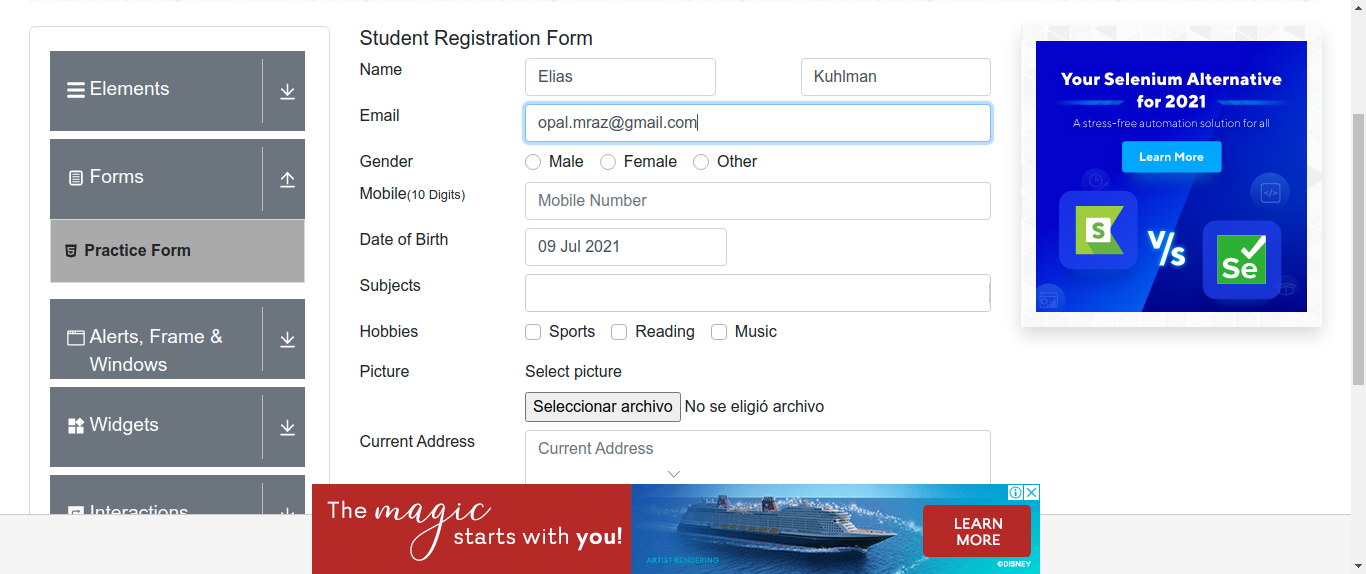 Elements
Forms
Practice Form
Alerts, Frame &
Windows
Widgets
Interactions
Student Registration Form
Name
Elias
Kuhlman
Email
opal.mraz@gmail.com
Gender
Male
Female
Other
Mobile(10 Digits)
Mobile Number
Date of Birth
09 Jul 2021
Subjects
Hobbies
Sports
Reading
Music
Picture
Select picture
Seleccionar archivo
No se eligió archivo
Current Address
Current Address
Your Selenium Alternative
for 2021
A stress-free automation solution for all
Learn More
S
V/s
Se
The magic
starts with you!
ARTIST RENDERING
LEARN
MORE
©DISNEY